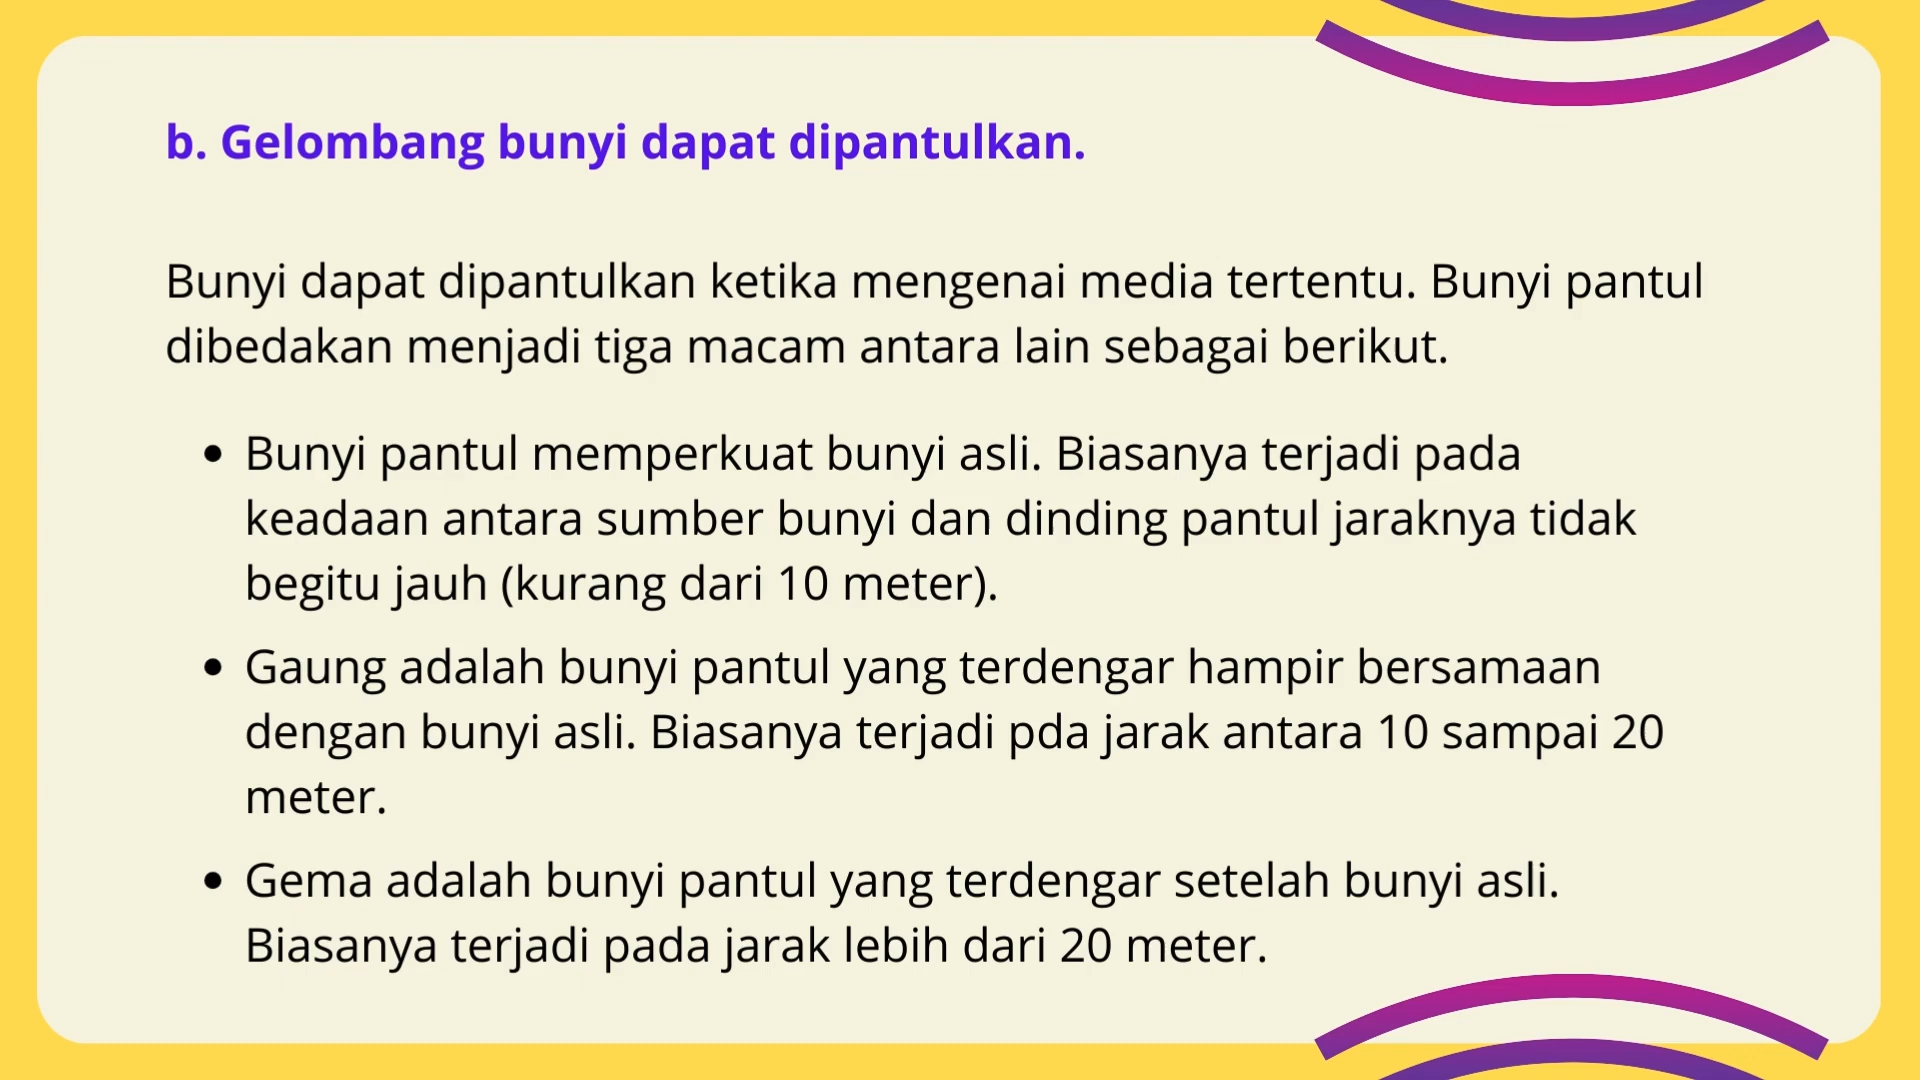 b. Gelombang bunyi dapat dipantulkan.
Bunyi dapat dipantulkan ketika mengenai media tertentu. Bunyi pantul
dibedakan menjadi tiga macam antara lain sebagai berikut.
• Bunyi pantul memperkuat bunyi asli. Biasanya terjadi pada
keadaan antara sumber bunyi dan dinding pantul jaraknya tidak
begitu jauh (kurang dari 10 meter).
• Gaung adalah bunyi pantul yang terdengar hampir bersamaan
dengan bunyi asli. Biasanya terjadi pda jarak antara 10 sampai 20
meter.
• Gema adalah bunyi pantul yang terdengar setelah bunyi asli.
Biasanya terjadi pada jarak lebih dari 20 meter.